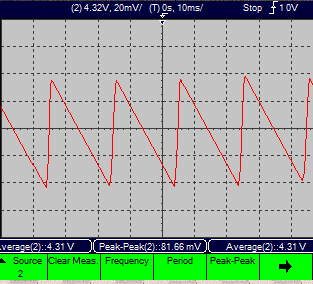 (2) 4.32V, 20mV/ (T) 0s, 10ms/ Stop 1 0V
verage(2)::4.31 V Peak-Peak(2)::81.66 mV Average(2)::4.31 V
Source Clear Meas. Frequency Period Peak-Peak
2